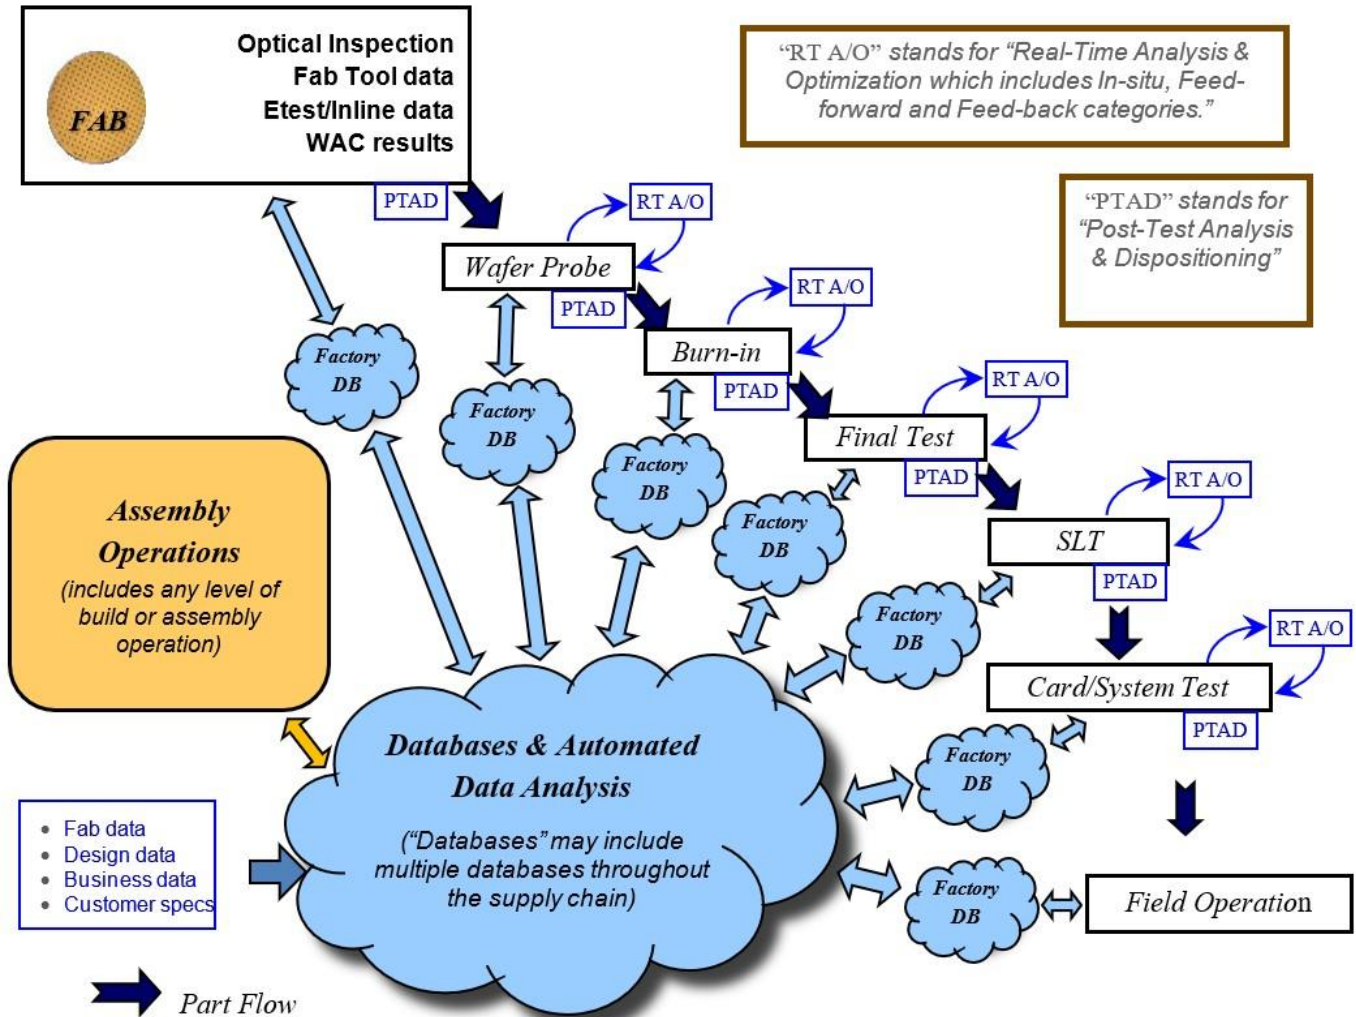 Optical Inspection
Fab Tool data
Etest/Inline data
WAC results
FAB
PTAD
“RT A/O” stands for “Real-Time Analysis &
Optimization which includes In-situ, Feed-
forward and Feed-back categories.”
“PTAD” stands for
“Post-Test Analysis
& Dispositioning”
RT A/O
Wafer Probe
PTAD
RT A/O
Burn-in
PTAD
RT A/O
Final Test
PTAD
RT A/O
SLT
PTAD
RT A/O
Card/System Test
PTAD
Field Operation
Factory
DB
Factory
DB
Factory
DB
Factory
DB
Factory
DB
Factory
DB
Factory
DB
Assembly
Operations
(includes any level of
build or assembly
operation)
Databases & Automated
Data Analysis
(“Databases” may include
multiple databases throughout
the supply chain)
• Fab data
• Design data
• Business data
• Customer specs
Part Flow